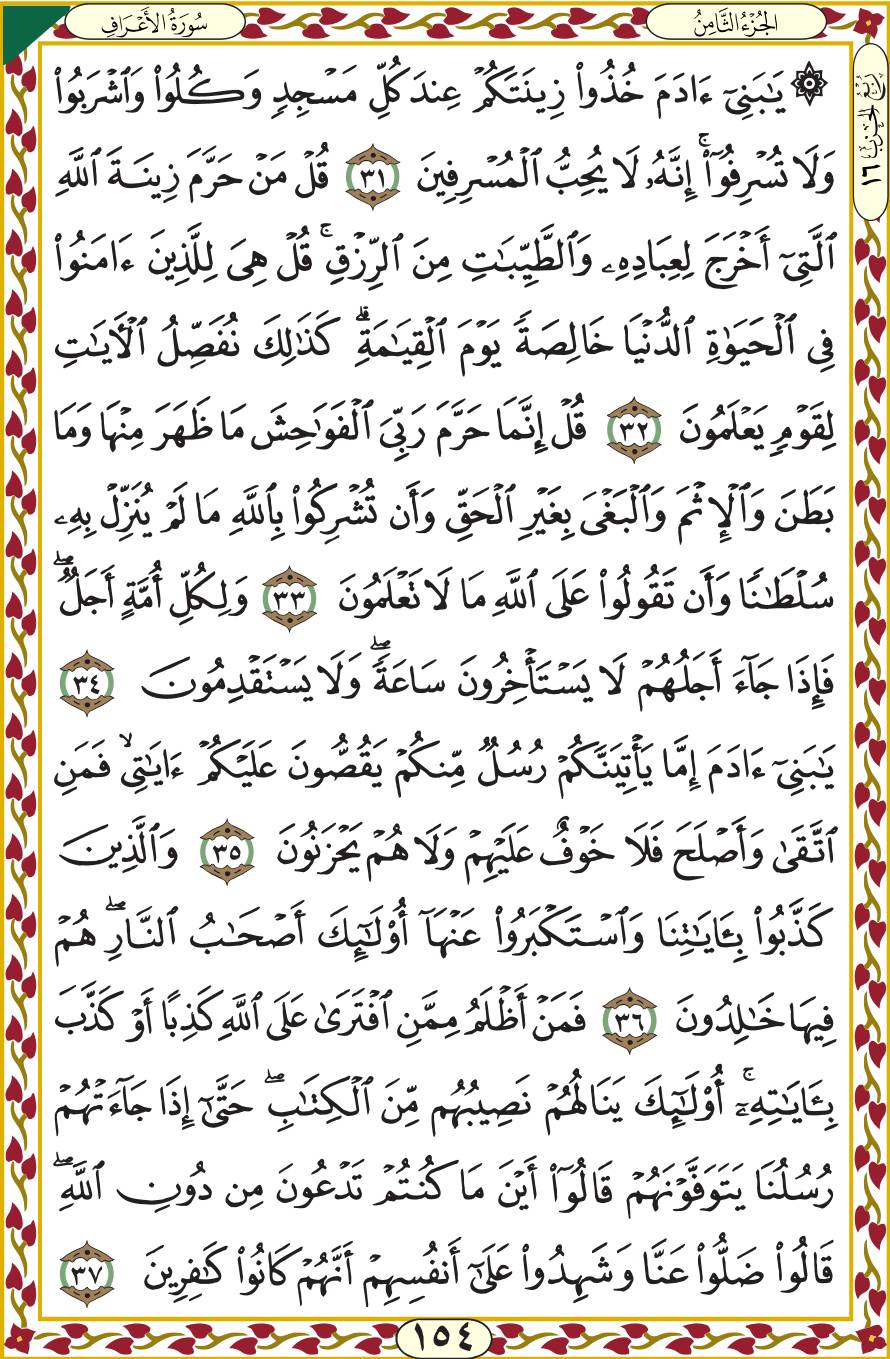 سُورَةُ الأَعْرَافِ
الجُزْءُ الثَّامِنُ
رُبْعُ الحِزْبِ ١٦
۞ يَٰبَنِىٓ ءَادَمَ خُذُوا۟ زِينَتَكُمْ عِندَ كُلِّ مَسْجِدٍ وَكُلُوا۟ وَٱشْرَبُوا۟
وَلَا تُسْرِفُوٓا۟ ۚ إِنَّهُۥ لَا يُحِبُّ ٱلْمُسْرِفِينَ ٣١ قُلْ مَنْ حَرَّمَ زِينَةَ ٱللَّهِ
ٱلَّتِىٓ أَخْرَجَ لِعِبَادِهِۦ وَٱلطَّيِّبَٰتِ مِنَ ٱلرِّزْقِ ۚ قُلْ هِىَ لِلَّذِينَ ءَامَنُوا۟
فِى ٱلْحَيَوٰةِ ٱلدُّنْيَا خَالِصَةً يَوْمَ ٱلْقِيَٰمَةِ ۗ كَذَٰلِكَ نُفَصِّلُ ٱلْءَايَٰتِ
لِقَوْمٍ يَعْلَمُونَ ٣٢ قُلْ إِنَّمَا حَرَّمَ رَبِّىَ ٱلْفَوَٰحِشَ مَا ظَهَرَ مِنْهَا وَمَا
بَطَنَ وَٱلْإِثْمَ وَٱلْبَغْىَ بِغَيْرِ ٱلْحَقِّ وَأَن تُشْرِكُوا۟ بِٱللَّهِ مَا لَمْ يُنَزِّلْ بِهِۦ
سُلْطَٰنًا وَأَن تَقُولُوا۟ عَلَى ٱللَّهِ مَا لَا تَعْلَمُونَ ٣٣ وَلِكُلِّ أُمَّةٍ أَجَلٌ ۖ
فَإِذَا جَآءَ أَجَلُهُمْ لَا يَسْتَأْخِرُونَ سَاعَةً ۖ وَلَا يَسْتَقْدِمُونَ ٣٤
يَٰبَنِىٓ ءَادَمَ إِمَّا يَأْتِيَنَّكُمْ رُسُلٌ مِّنكُمْ يَقُصُّونَ عَلَيْكُمْ ءَايَٰتِى ۙ فَمَنِ
ٱتَّقَىٰ وَأَصْلَحَ فَلَا خَوْفٌ عَلَيْهِمْ وَلَا هُمْ يَحْزَنُونَ ٣٥ وَٱلَّذِينَ
كَذَّبُوا۟ بِـَٔايَٰتِنَا وَٱسْتَكْبَرُوا۟ عَنْهَآ أُو۟لَٰٓئِكَ أَصْحَٰبُ ٱلنَّارِ ۖ هُمْ
فِيهَا خَٰلِدُونَ ٣٦ فَمَنْ أَظْلَمُ مِمَّنِ ٱفْتَرَىٰ عَلَى ٱللَّهِ كَذِبًا أَوْ كَذَّبَ
بِـَٔايَٰتِهِۦٓ ۚ أُو۟لَٰٓئِكَ يَنَالُهُمْ نَصِيبُهُم مِّنَ ٱلْكِتَٰبِ ۖ حَتَّىٰٓ إِذَا جَآءَتْهُمْ
رُسُلُنَا يَتَوَفَّوْنَهُمْ قَالُوٓا۟ أَيْنَ مَا كُنتُمْ تَدْعُونَ مِن دُونِ ٱللَّهِ ۖ
قَالُوا۟ ضَلُّوا۟ عَنَّا وَشَهِدُوا۟ عَلَىٰٓ أَنفُسِهِمْ أَنَّهُمْ كَانُوا۟ كَٰفِرِينَ ٣٧
١٥٤